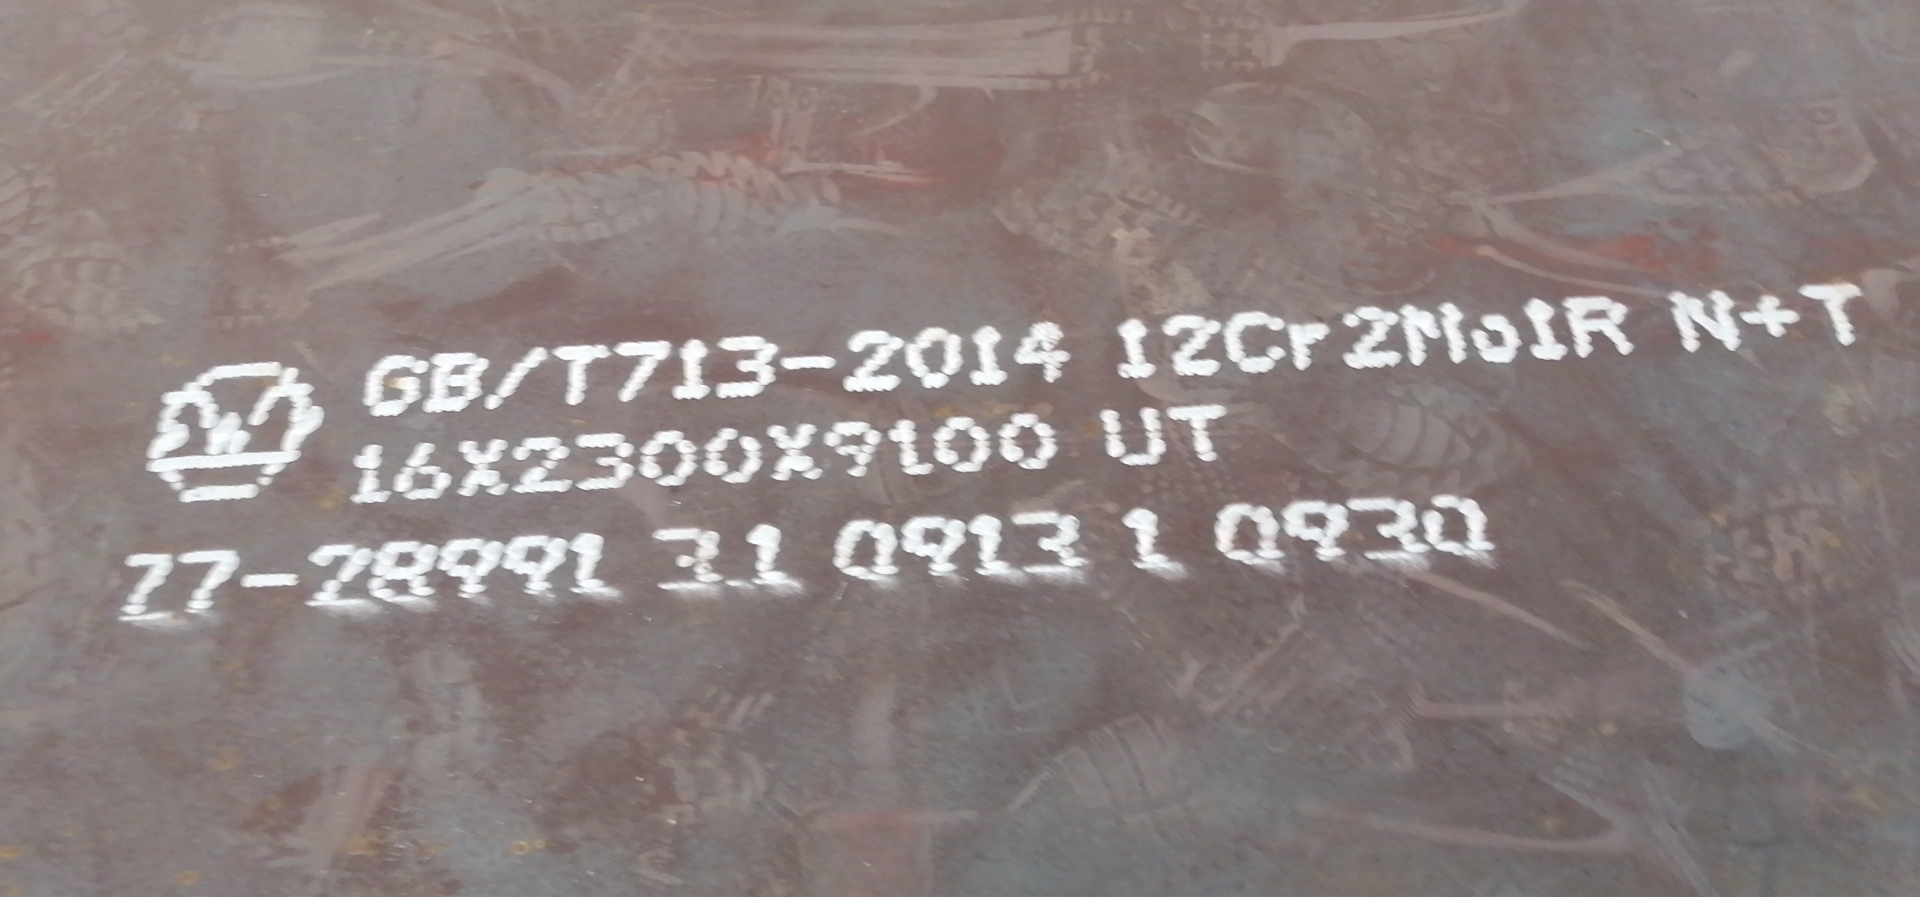 GB/T713-2014 12Cr2Mo1R N+T
16X2300X9100 UT
77-28991 31 0913 1 0930